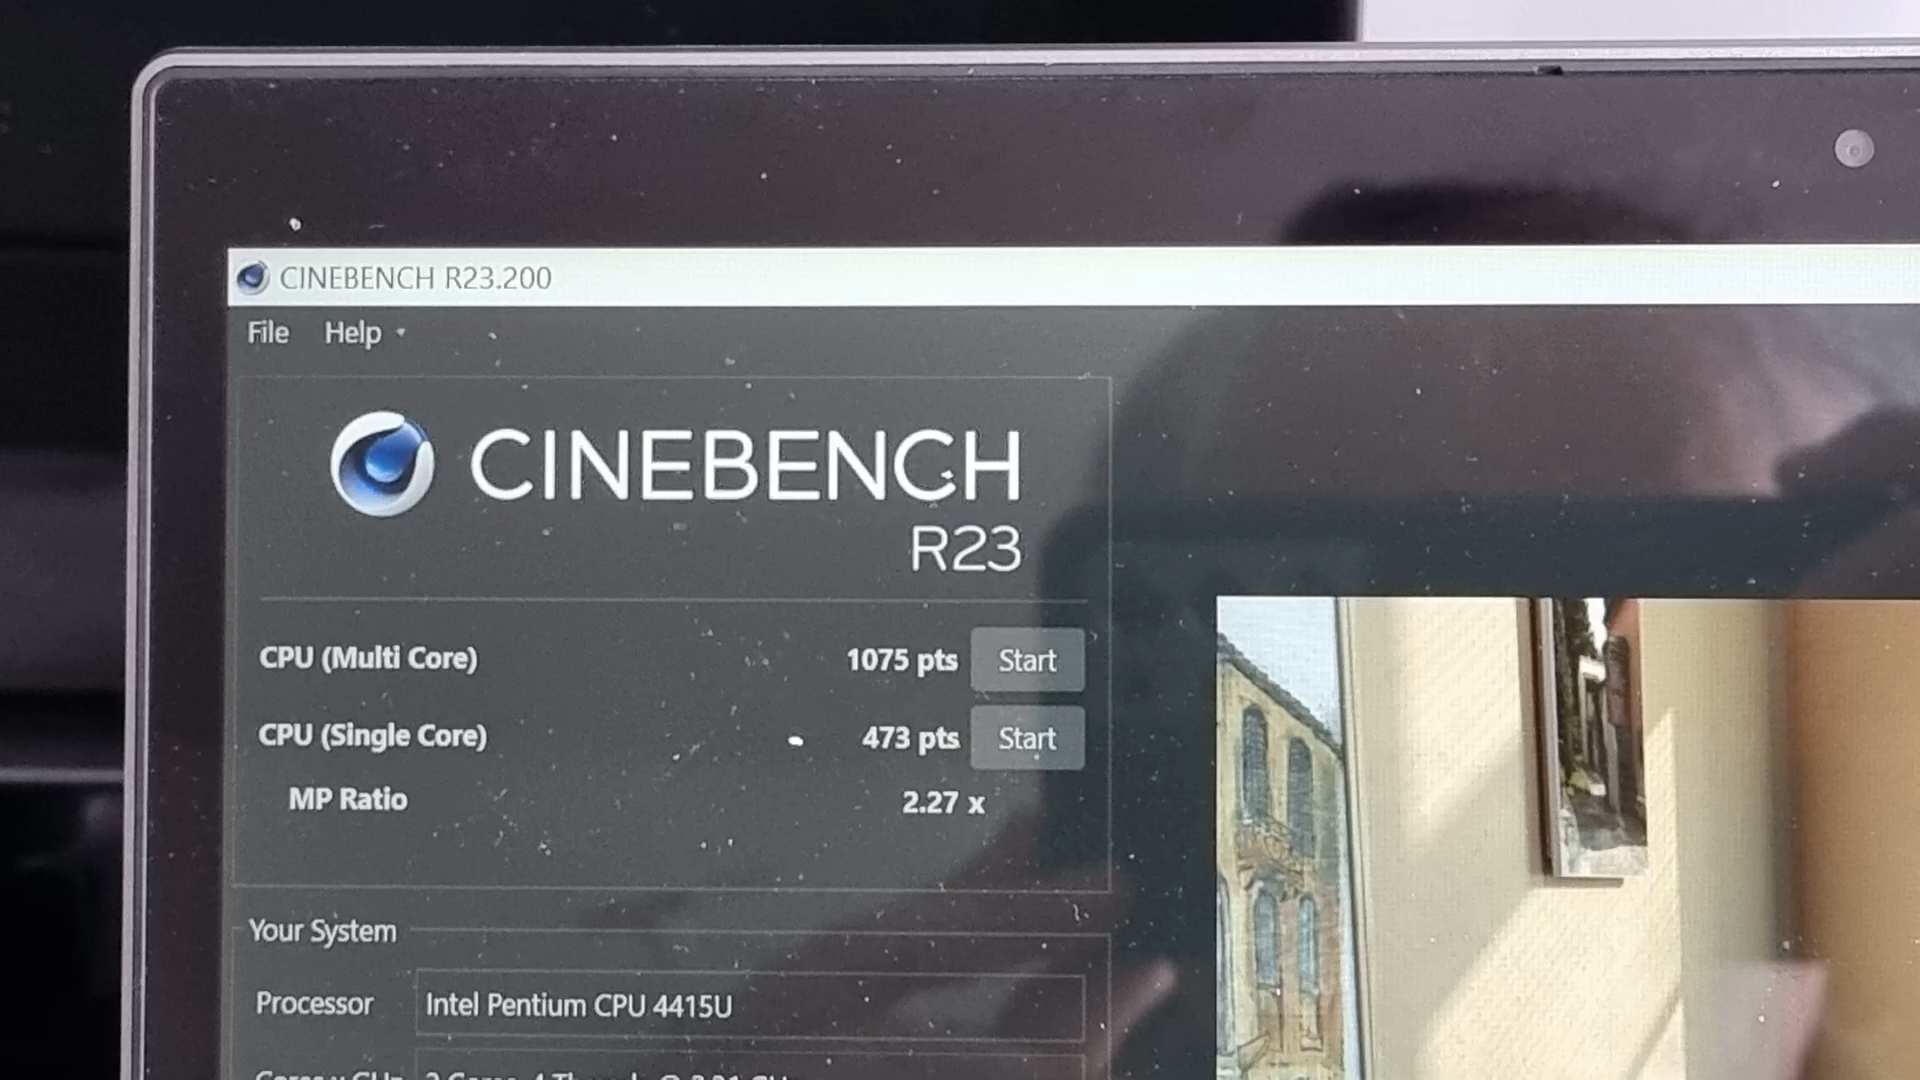 CINEBENCH R23.200
File Help
CINEBENCH
R23
CPU (Multi Core) 1075 pts Start
CPU (Single Core) 473 pts Start
MP Ratio 2.27 x
Your System
Processor Intel Pentium CPU 4415U